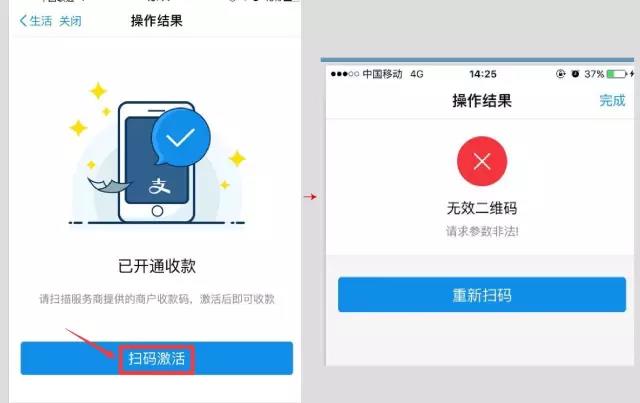 生活 关闭
操作结果
支
已开通收款
请扫描服务商提供的商户收款码，激活后即可收款
扫码激活
中国移动 4G 14:25 37%
操作结果 完成
无效二维码
请求参数非法!
重新扫码